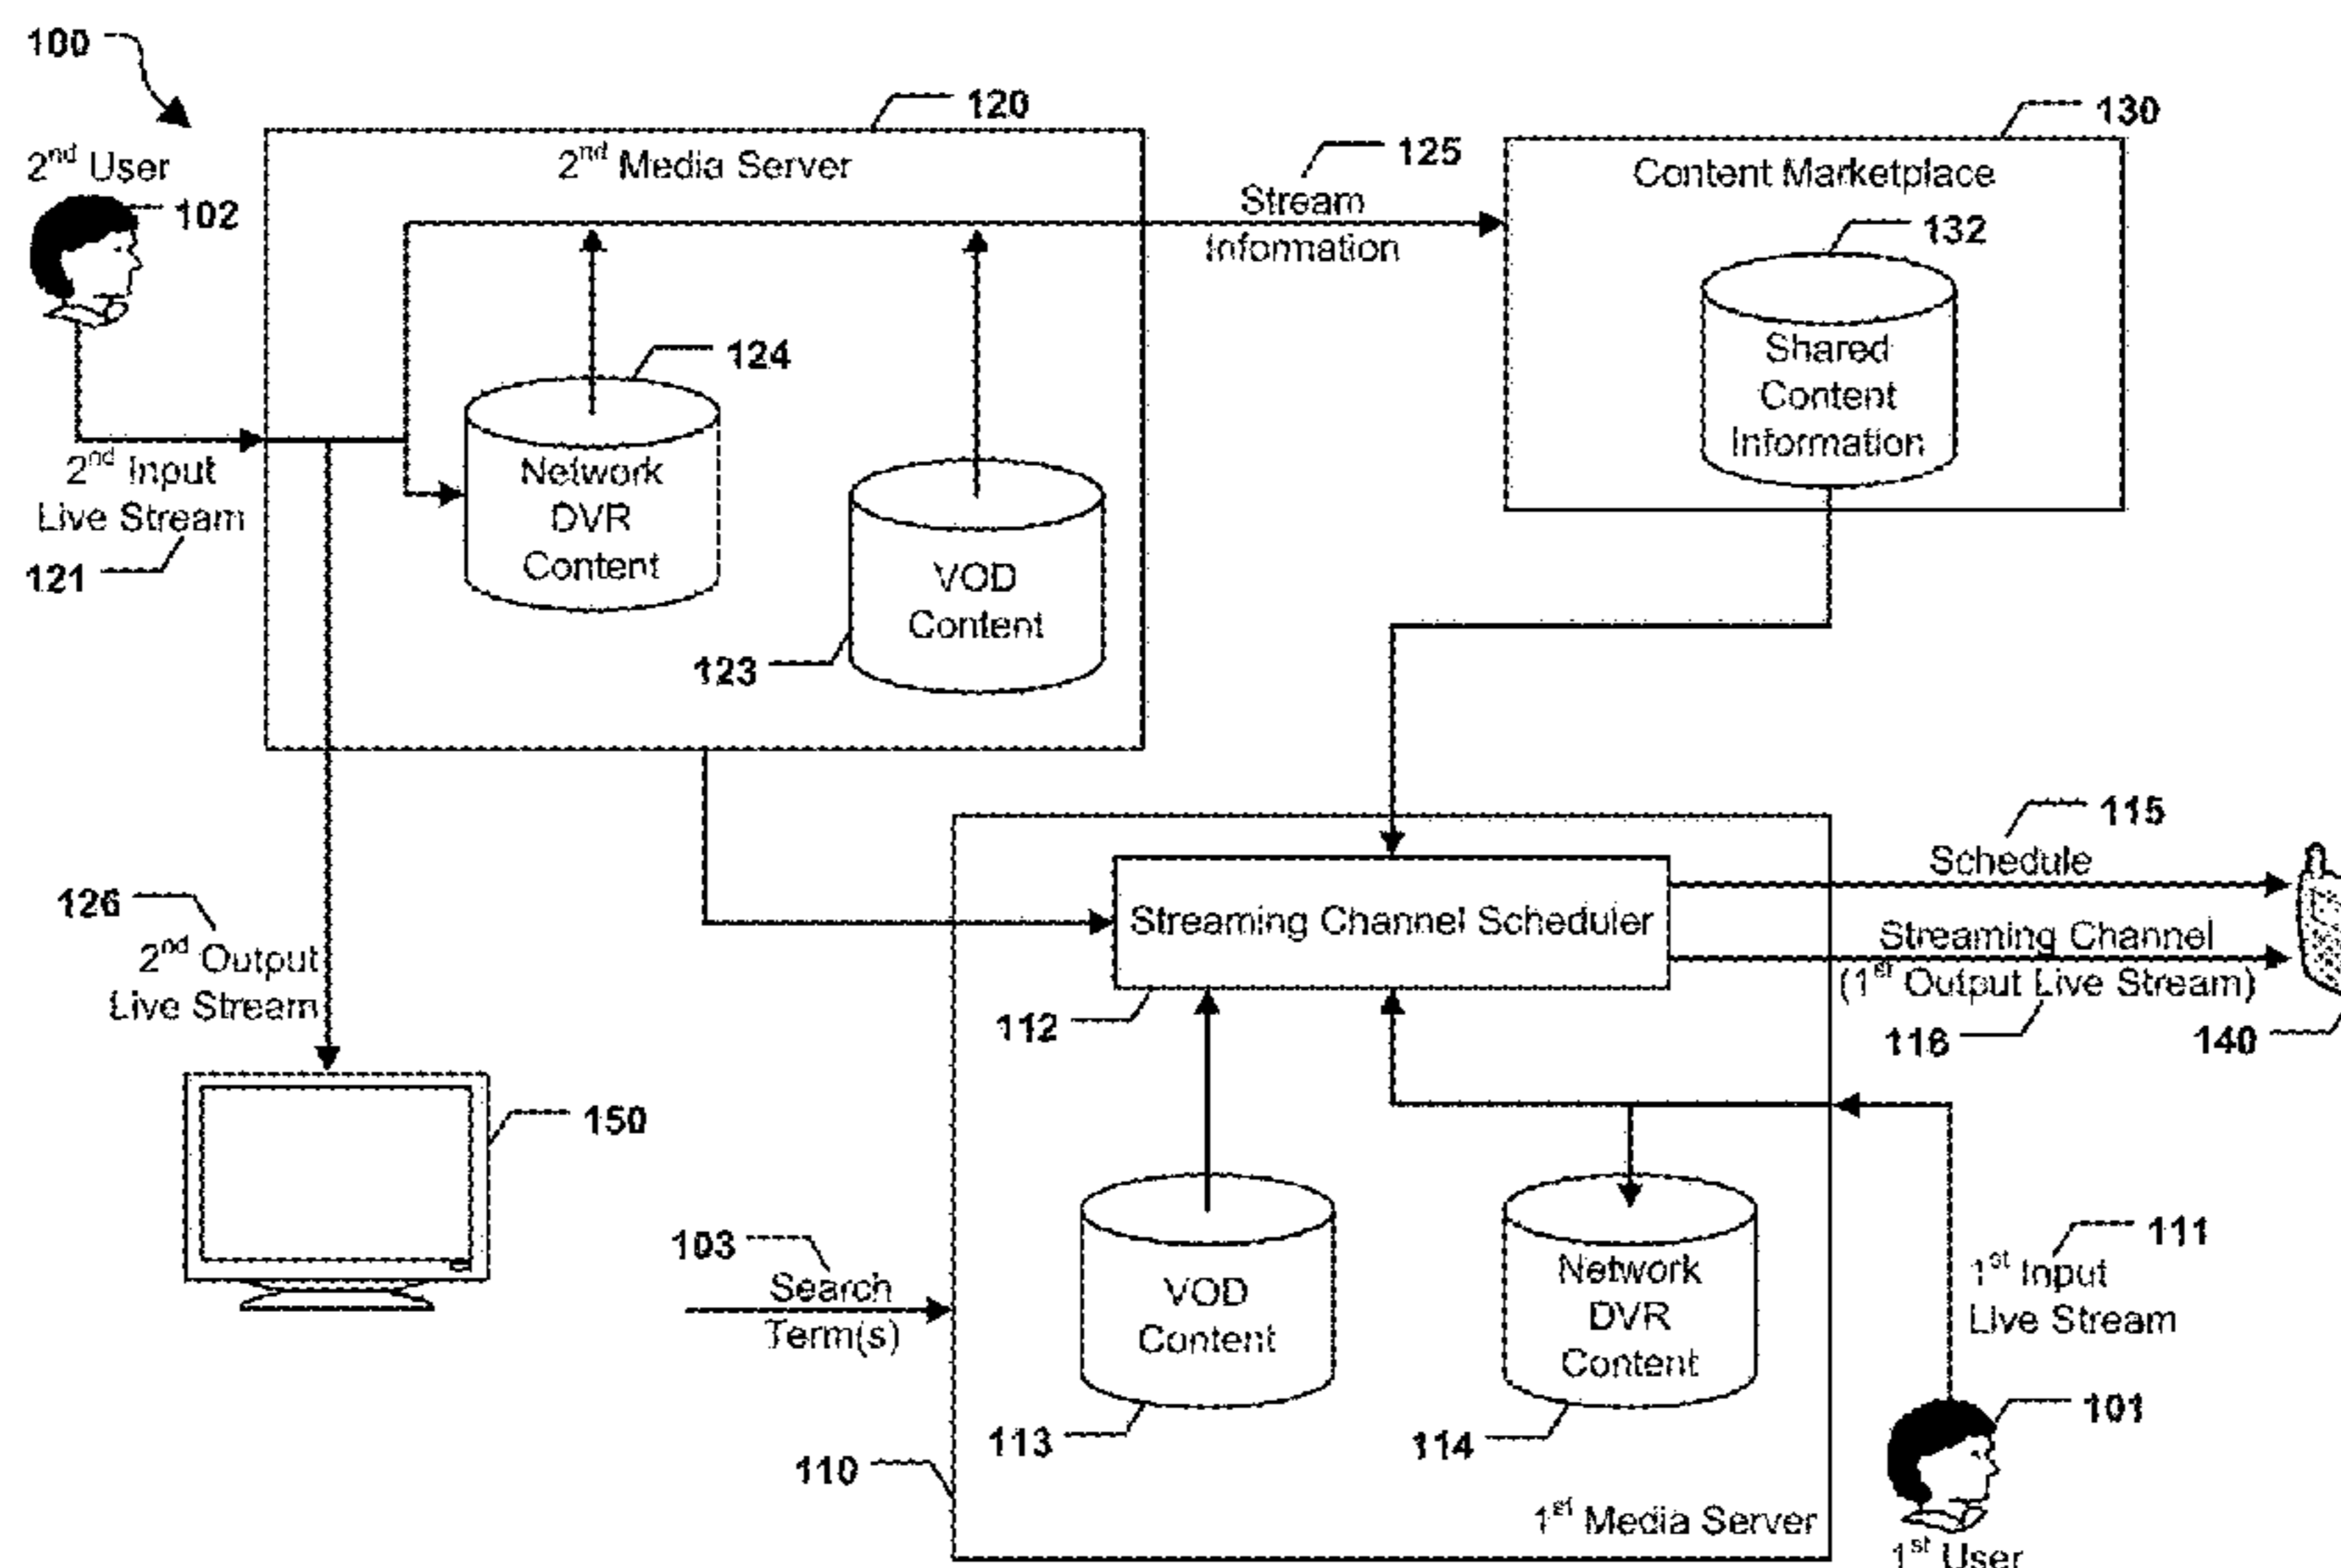 100
120
130
2nd User
102
2nd Media Server
125
Stream
Information
Content Marketplace
132
Shared
Content
Information
124
Network
DVR
Content
2nd Input
Live Stream
121
VOD
Content
123
115
Schedule
126
2nd Output
Live Stream
Streaming Channel Scheduler
Streaming Channel
(1st Output Live Stream)
112
116
140
150
103
Search
Term(s)
VOD
Content
Network
DVR
Content
111
1st Input
Live Stream
113
114
101
110
1st Media Server
1st User